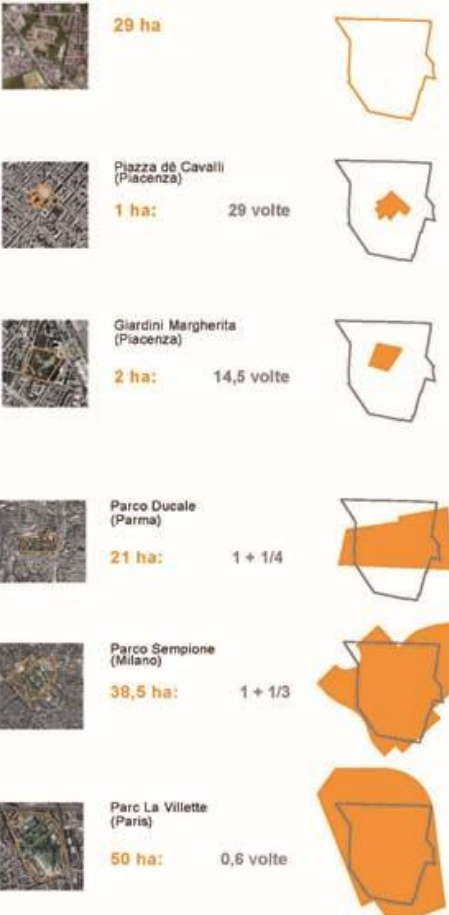 29 ha
Piazza dè Cavalli
(Piacenza)
1 ha: 29 volte
Giardini Margherita
(Piacenza)
2 ha: 14,5 volte
Parco Ducale
(Parma)
21 ha: 1 + 1/4
Parco Sempione
(Milano)
38,5 ha: 1 + 1/3
Parc La Villette
(Paris)
50 ha: 0,6 volte